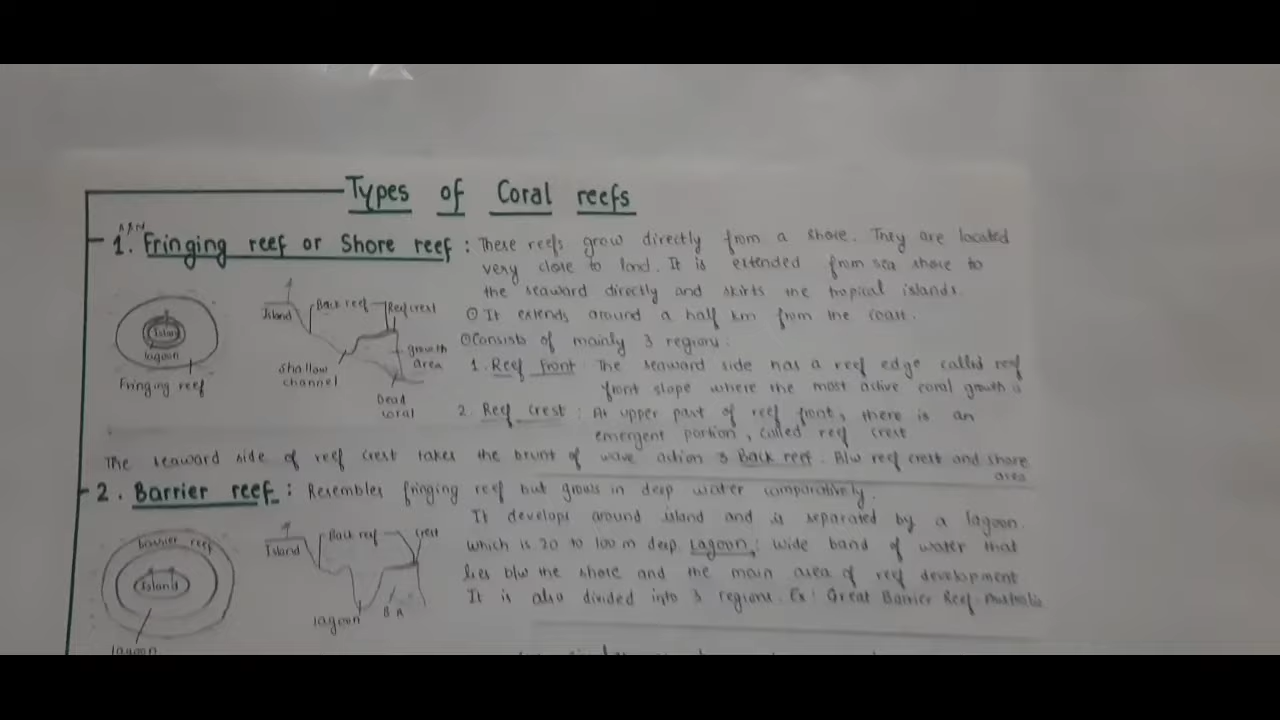 Types of Coral reefs
1. Fringing reef or Shore reef : These reefs grow directly from a shore. They are located
very close to land. It is extended from sea shore to
the seaward directly and skirts the tropical islands.
⊙ It extends around a half km from the coast.
⊙ Consists of mainly 3 regions.
1. Reef front : The seaward side has a reef edge called reef
front slope where the most active coral growth
2. Reef crest : At upper part of reef front, there is an
emergent portion, called reef crest
Island
lagoon
Fringing reef
Island
Back reef
Reef crest
growth
area
Shallow
channel
Dead
coral
The seaward side of reef crest takes the brunt of wave action 3 Back reef. B/w reef crest and shore
area
2. Barrier reef : Resembles fringing reef but grows in deep water comparatively.
It develops around island and is separated by a lagoon.
which is 20 to 100 m deep. Lagoon : wide band of water that
lies b/w the shore and the main area of reef development
It is also divided into 3 regions. Ex : Great Barrier Reef Australia
barrier reef
Island
lagoon
Island
Back reef
crest
lagoon
B A